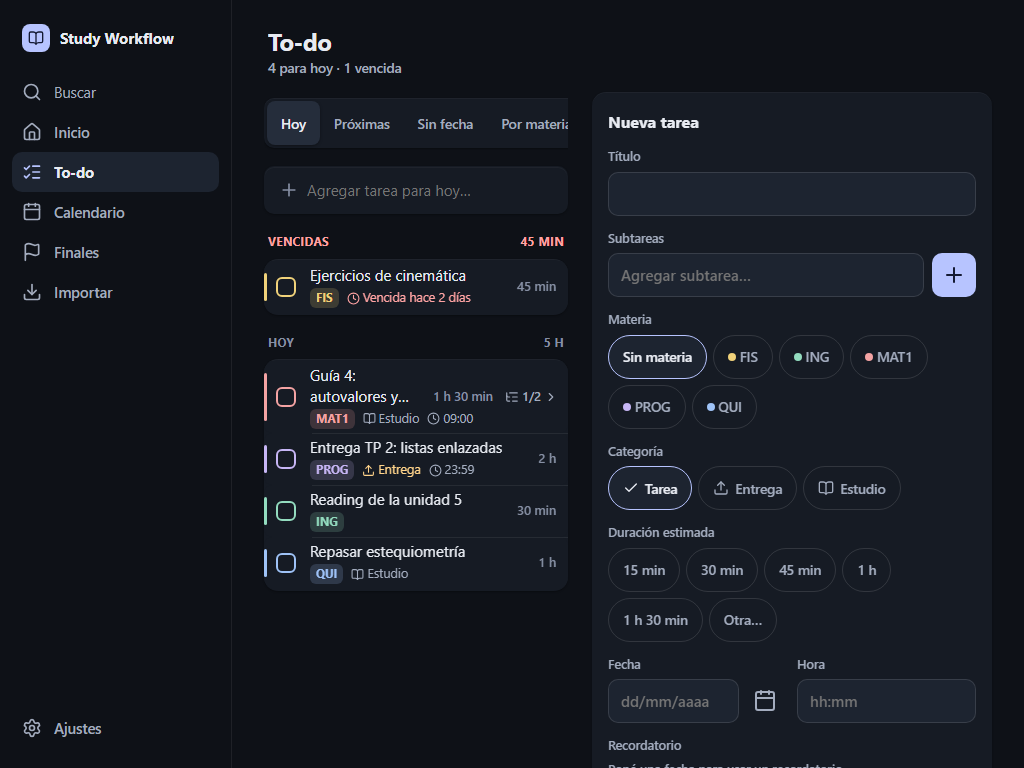 Study Workflow
Buscar
Inicio
To-do
Calendario
Finales
Importar
Ajustes
To-do
4 para hoy · 1 vencida
Hoy
Próximas
Sin fecha
Por materia
Agregar tarea para hoy...
VENCIDAS 45 MIN
Ejercicios de cinemática
45 min
FIS Vencida hace 2 días
HOY 5 H
Guía 4:
autovalores y...
1 h 30 min 1/2
MAT1 Estudio 09:00
Entrega TP 2: listas enlazadas
2 h
PROG Entrega 23:59
Reading de la unidad 5
30 min
ING
Repasar estequiometría
1 h
QUI Estudio
Nueva tarea
Título
Subtareas
Agregar subtarea...
Materia
Sin materia FIS ING MAT1
PROG QUI
Categoría
Tarea Entrega Estudio
Duración estimada
15 min 30 min 45 min 1 h
1 h 30 min Otra...
Fecha Hora
dd/mm/aaaa hh:mm
Recordatorio